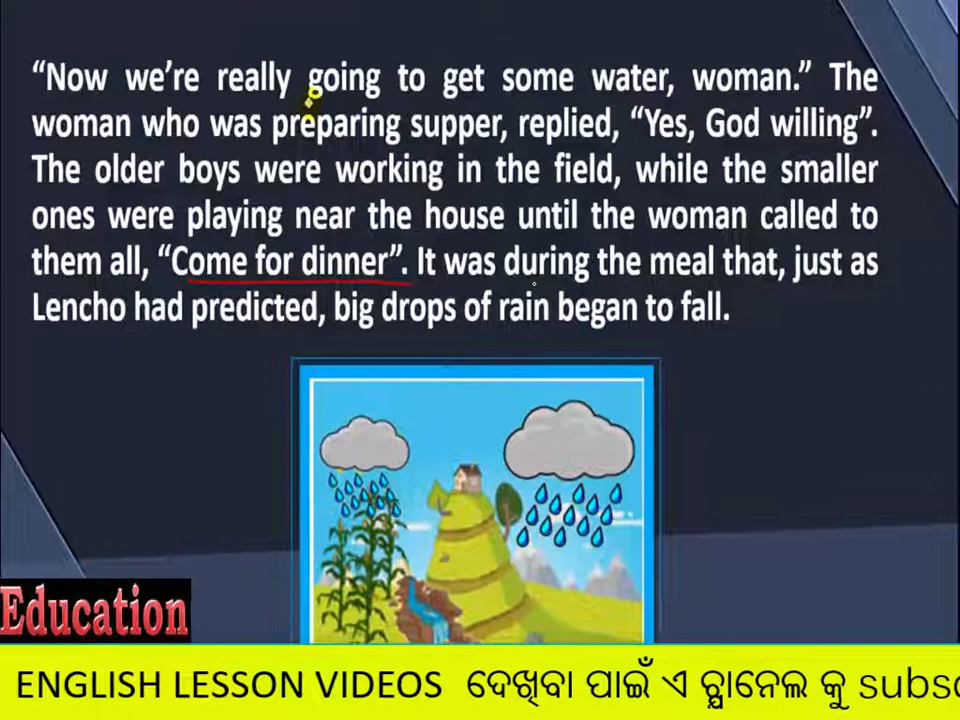 “Now we’re really going to get some water, woman.” The
woman who was preparing supper, replied, “Yes, God willing”.
The older boys were working in the field, while the smaller
ones were playing near the house until the woman called to
them all, “Come for dinner”. It was during the meal that, just as
Lencho had predicted, big drops of rain began to fall.
Education
ENGLISH LESSON VIDEOS ଦେଖିବା ପାଇଁ ଏ ଚ୍ଯାନେଲ କୁ subsc